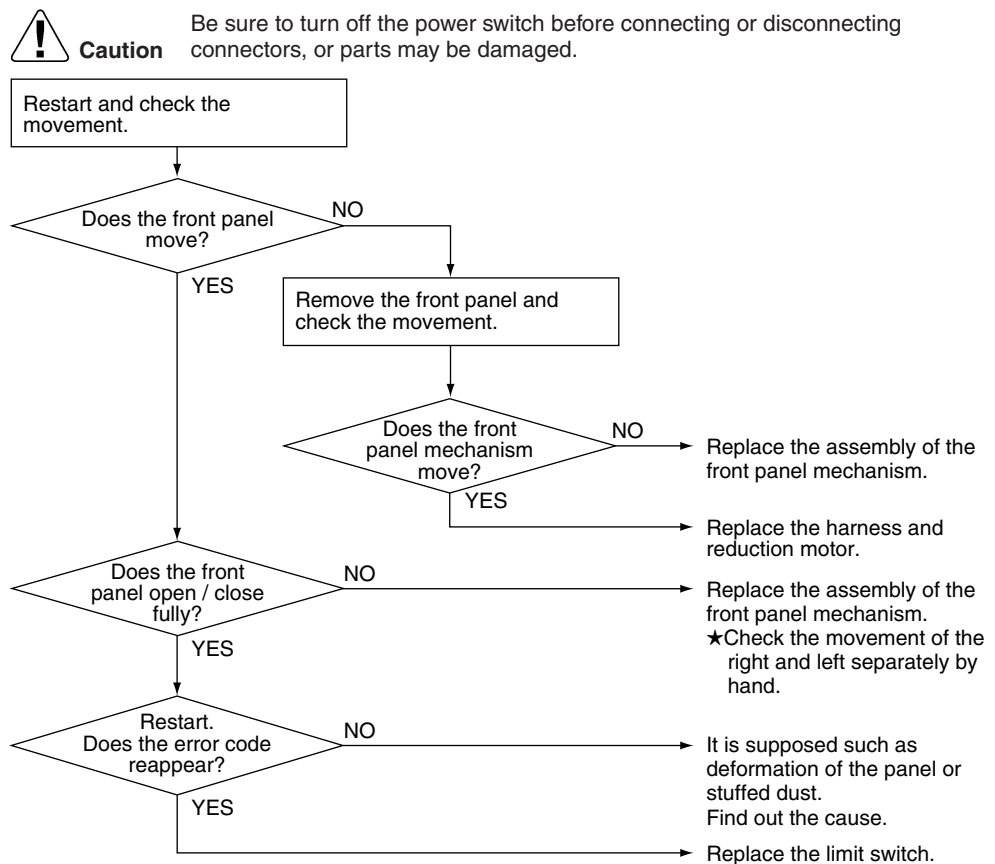 Caution
Be sure to turn off the power switch before connecting or disconnecting
connectors, or parts may be damaged.
Restart and check the
movement.
Does the front panel
move?
NO
YES
Remove the front panel and
check the movement.
Does the front
panel mechanism
move?
NO
Replace the assembly of the
front panel mechanism.
YES
Replace the harness and
reduction motor.
Does the front
panel open / close
fully?
NO
Replace the assembly of the
front panel mechanism.
★Check the movement of the
right and left separately by
hand.
YES
Restart.
Does the error code
reappear?
NO
It is supposed such as
deformation of the panel or
stuffed dust.
Find out the cause.
YES
Replace the limit switch.